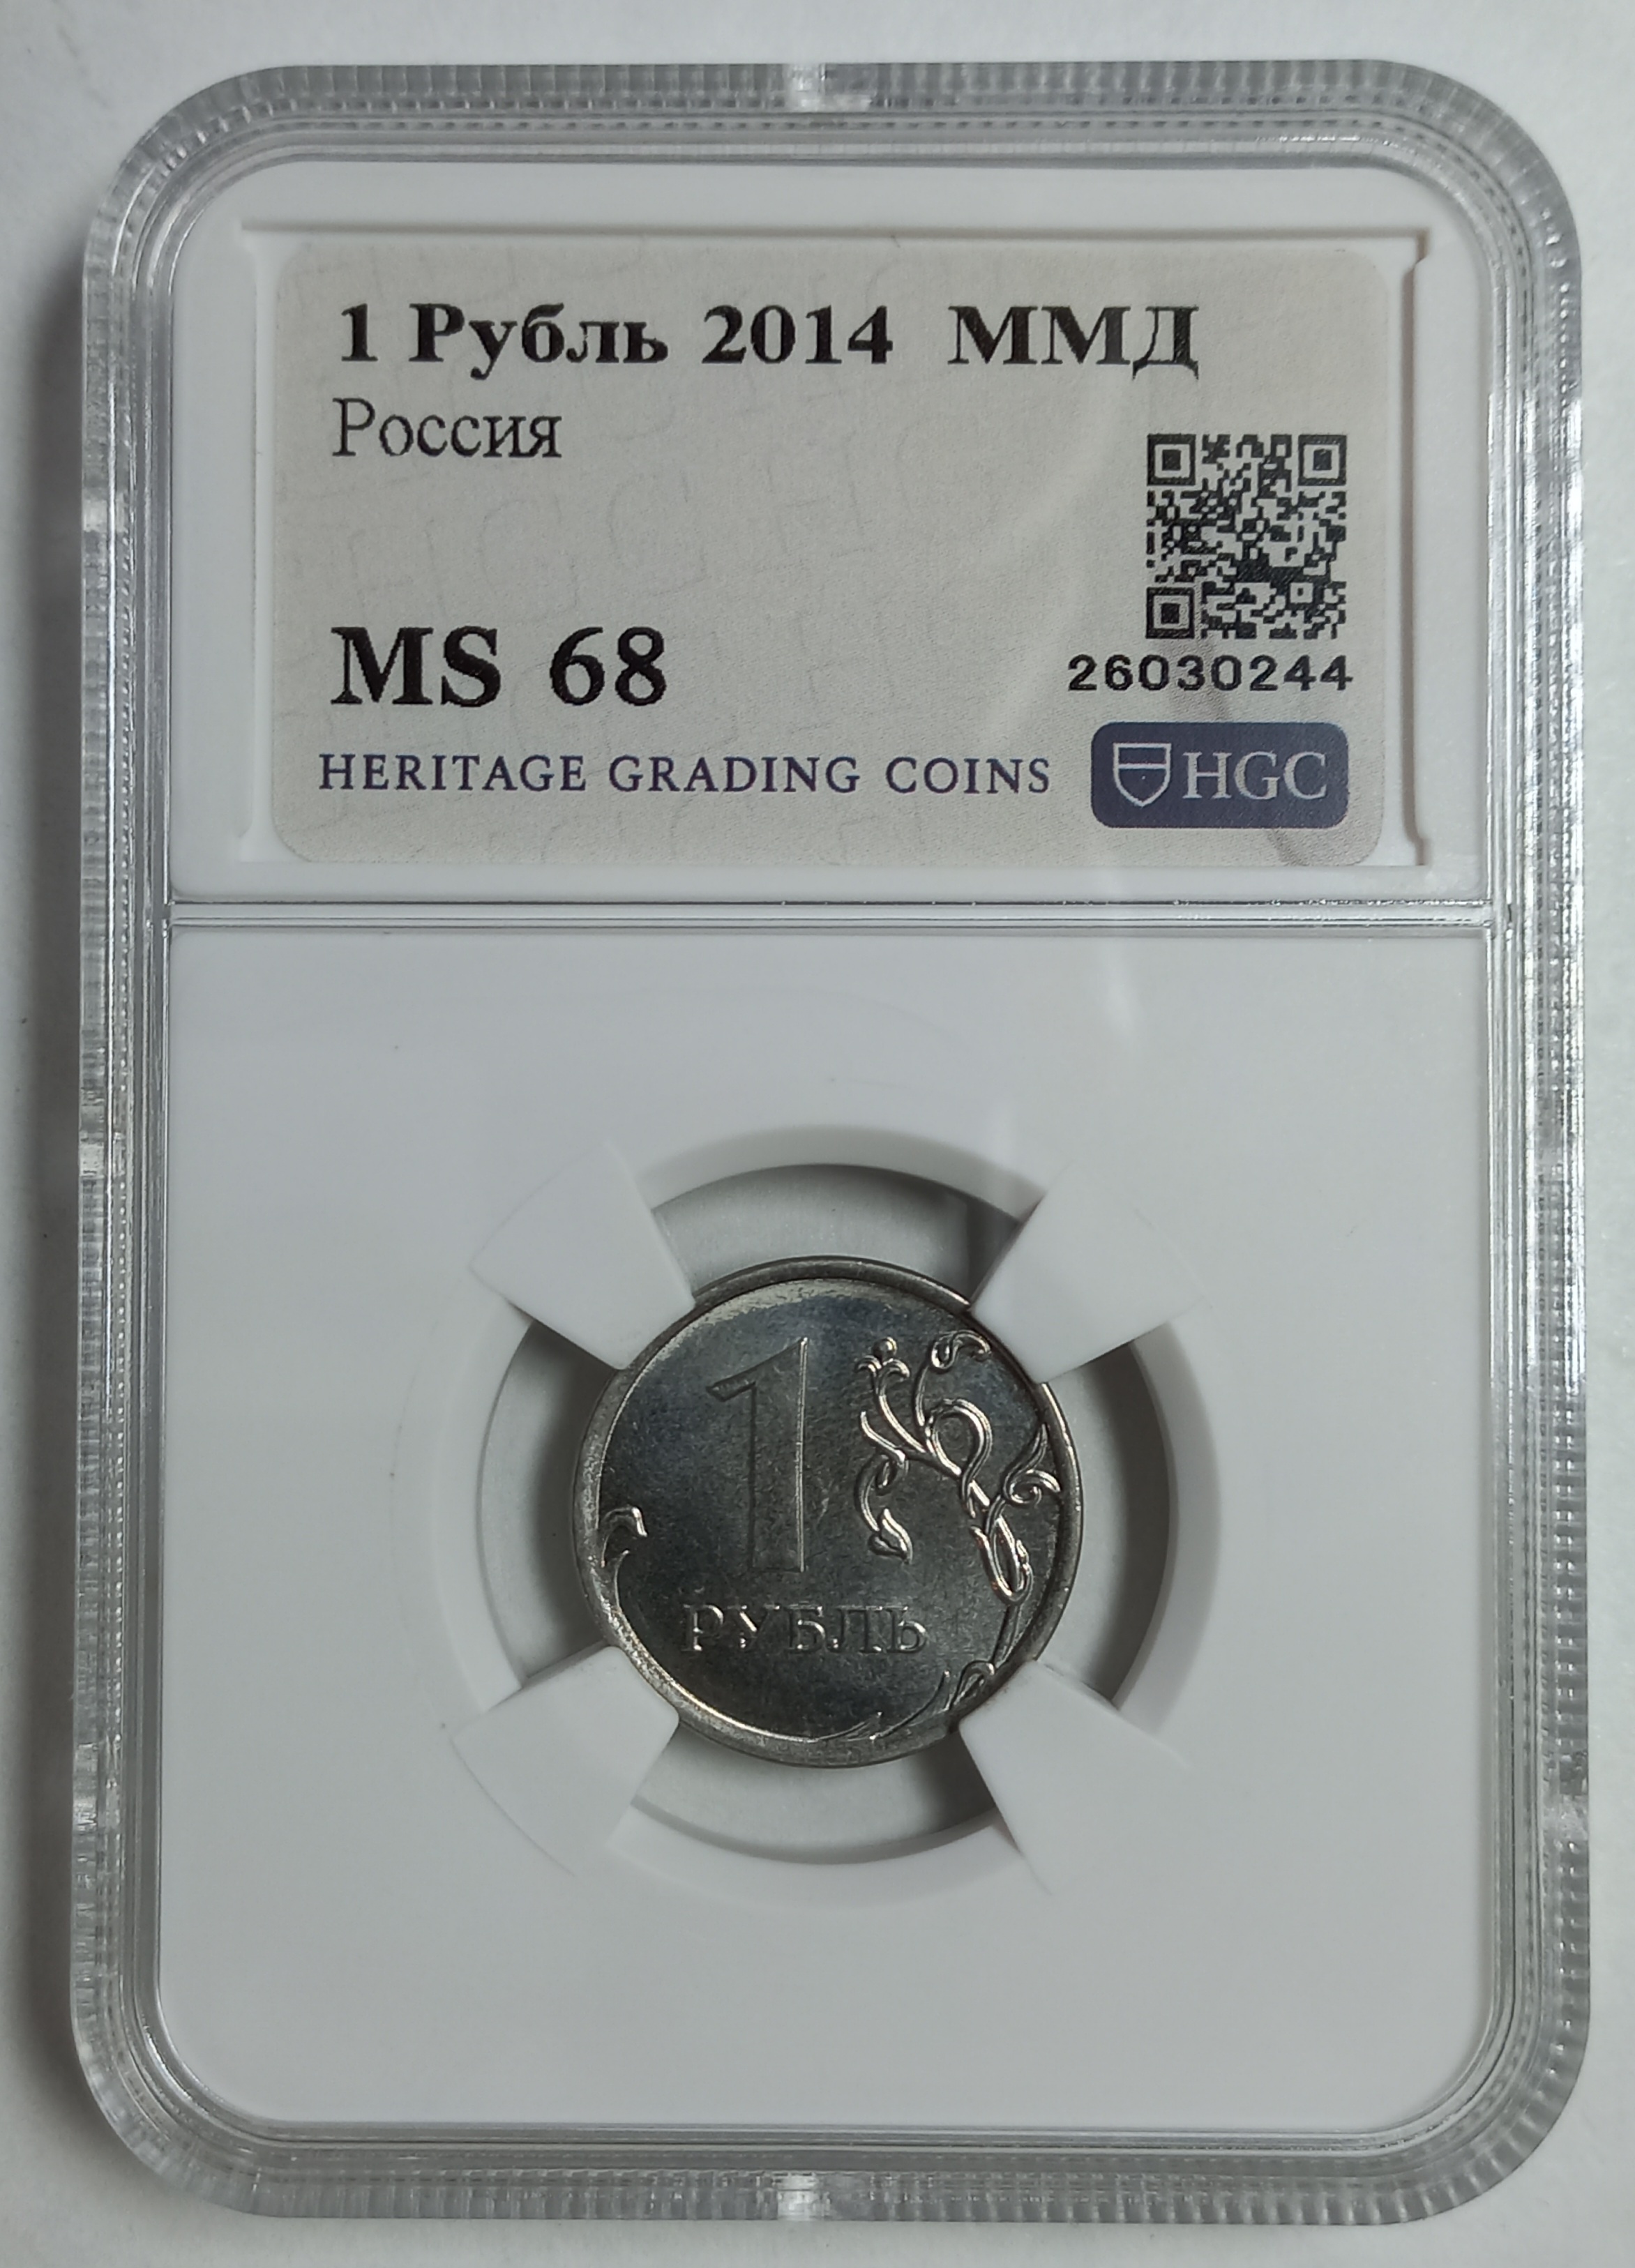 1 Рубль 2014 ММД
Россия
MS 68
26030244
HERITAGE GRADING COINS HGC
1
РУБЛЬ